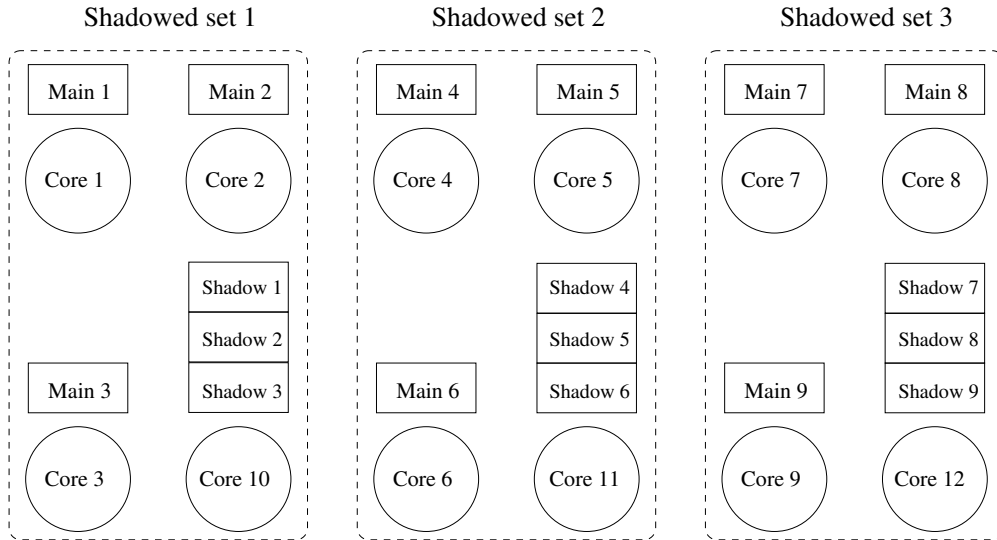 Shadowed set 1
Main 1
Main 2
Core 1
Core 2
Shadow 1
Shadow 2
Main 3
Shadow 3
Core 3
Core 10
Shadowed set 2
Main 4
Main 5
Core 4
Core 5
Shadow 4
Shadow 5
Main 6
Shadow 6
Core 6
Core 11
Shadowed set 3
Main 7
Main 8
Core 7
Core 8
Shadow 7
Shadow 8
Main 9
Shadow 9
Core 9
Core 12